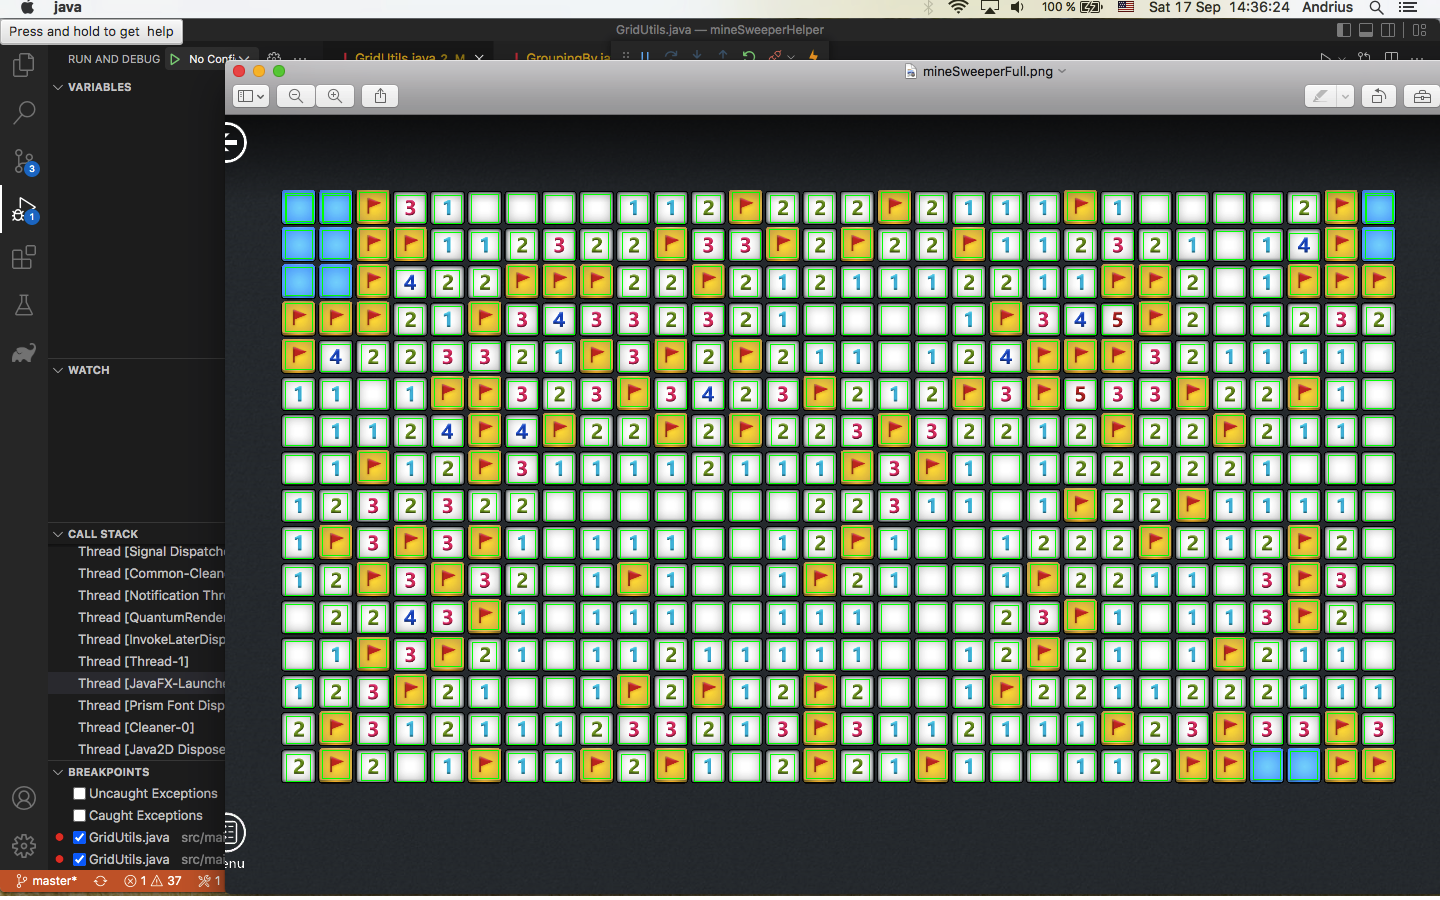 java
100 %
Sat 17 Sep 14:36:24 Andrius
Press and hold to get help
GridUtils.java — mineSweeperHelper
RUN AND DEBUG
No Confi
GridUtils.java 2, M
GroupingBy.ja
mineSweeperFull.png
VARIABLES
WATCH
CALL STACK
Thread [Signal Dispatche
Thread [Common-Clean
Thread [Notification Thr
Thread [QuantumRender
Thread [InvokeLaterDisp
Thread [Thread-1]
Thread [JavaFX-Launche
Thread [Prism Font Disp
Thread [Cleaner-0]
Thread [Java2D Dispose
BREAKPOINTS
Uncaught Exceptions
Caught Exceptions
GridUtils.java src/mai
GridUtils.java src/mai
master*
1
37
1
3
1
enu
3 1 1 1 2 2 2 2 2 1 1 1 1 2
1 1 2 3 2 2 3 3 2 2 2 1 1 2 3 2 1 1 4
4 2 2 2 2 2 1 2 1 1 1 2 2 1 1 2 1
2 1 3 4 3 3 2 3 2 1 1 3 4 5 2 1 2 3 2
4 2 2 3 3 2 1 3 2 2 1 1 1 2 4 3 2 1 1 1 1
1 1 1 3 2 3 3 4 2 3 2 1 2 3 5 3 3 2 2 1
1 1 2 4 4 2 2 2 2 2 3 3 2 2 1 2 2 2 2 1 1
1 1 2 3 1 1 1 1 2 1 1 1 3 1 1 2 2 2 2 2 1
1 2 3 2 3 2 2 2 2 3 1 1 1 2 2 1 1 1 1
1 3 3 1 1 1 1 1 2 1 1 2 2 2 2 1 2 2
1 2 3 3 2 1 1 1 2 1 1 2 2 1 1 3 3
2 2 4 3 1 1 1 1 1 1 1 2 3 1 1 1 3 2
1 3 2 1 1 1 2 1 1 1 1 1 1 2 2 1 1 2 1 1
1 2 3 2 1 2 1 2 2 1 2 2 1 1 2 2 2 1 1 1
2 3 1 2 1 1 1 2 3 3 2 1 3 3 1 2 1 1 1 2 3 3 3 3
2 2 1 1 1 2 1 2 2 1 1 1 1 2